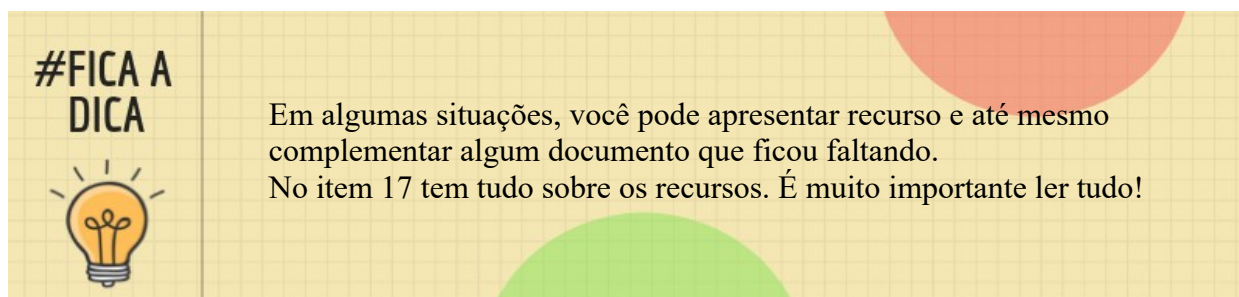 #FICA A
DICA
Em algumas situações, você pode apresentar recurso e até mesmo
complementar algum documento que ficou faltando.
No item 17 tem tudo sobre os recursos. É muito importante ler tudo!